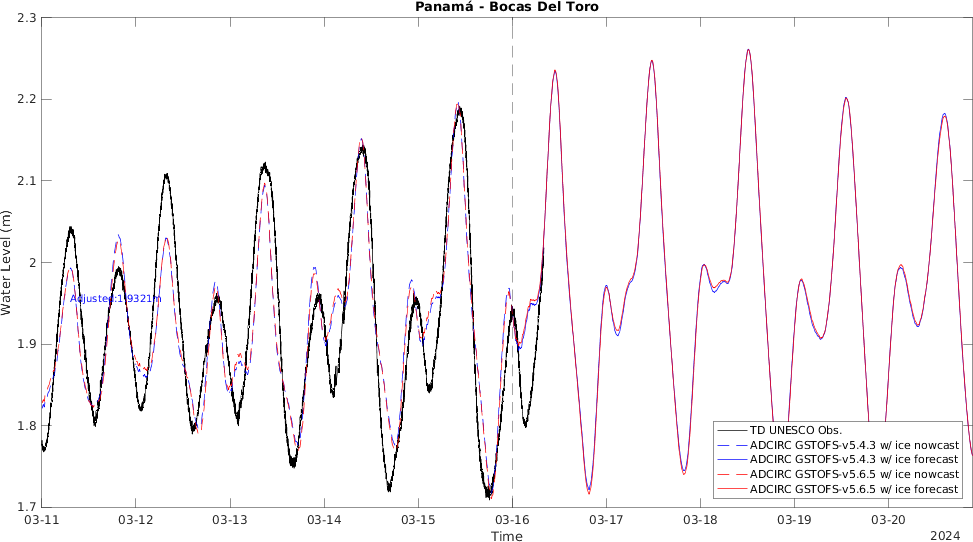 Panamá - Bocas Del Toro
Water Level (m)
2.3
2.2
2.1
2
1.9
1.8
1.7
Adjusted:1.9321m
TD UNESCO Obs.
ADCIRC GSTOFS-v5.4.3 w/ ice nowcast
ADCIRC GSTOFS-v5.4.3 w/ ice forecast
ADCIRC GSTOFS-v5.6.5 w/ ice nowcast
ADCIRC GSTOFS-v5.6.5 w/ ice forecast
03-11 03-12 03-13 03-14 03-15 03-16 03-17 03-18 03-19 03-20
Time
2024